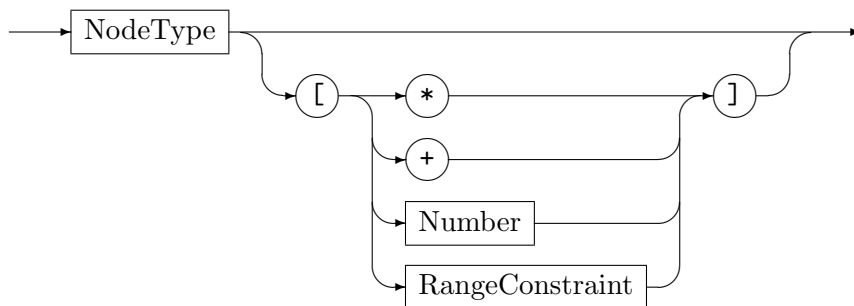 NodeType
[ * ]
+
Number
RangeConstraint